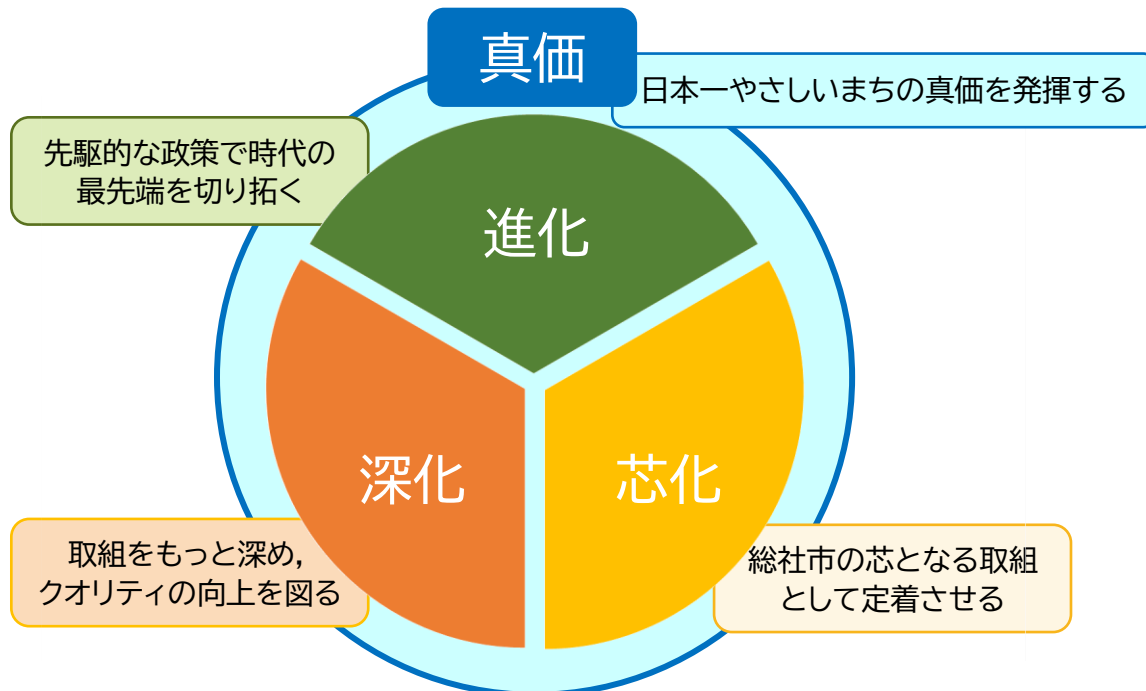 真価
日本一やさしいまちの真価を発揮する
先駆的な政策で時代の
最先端を切り拓く
進化
深化
芯化
取組をもっと深め,
クオリティの向上を図る
総社市の芯となる取組
として定着させる